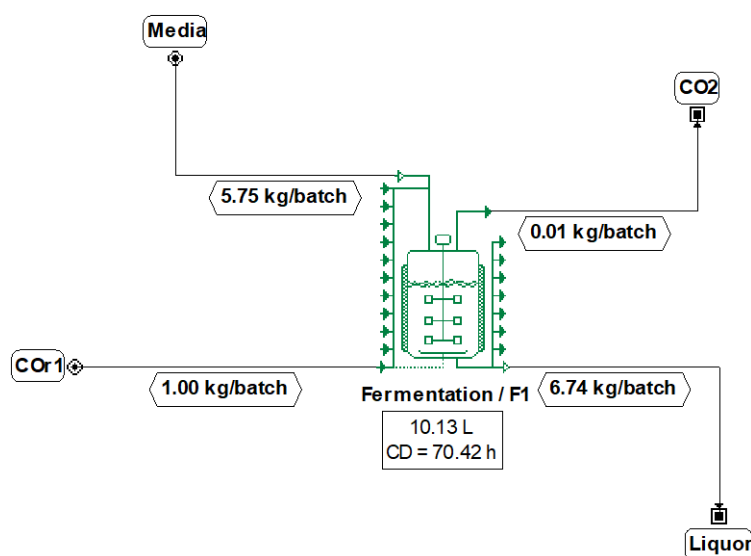 Media
CO2
5.75 kg/batch
0.01 kg/batch
COr1
1.00 kg/batch
Fermentation / F1
6.74 kg/batch
10.13 L
CD = 70.42 h
Liquor